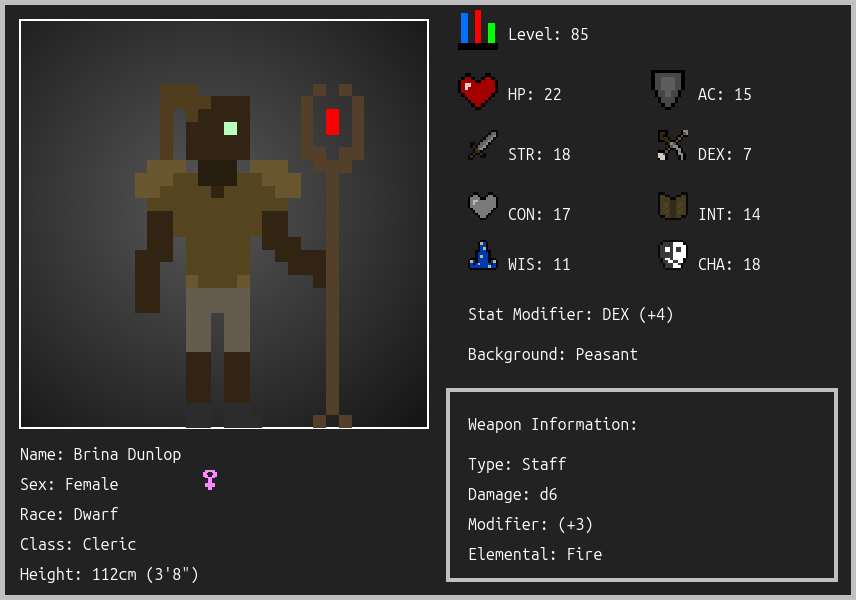 Level: 85
HP: 22
AC: 15
STR: 18
DEX: 7
CON: 17
INT: 14
WIS: 11
CHA: 18
Stat Modifier: DEX (+4)
Background: Peasant
Weapon Information:
Type: Staff
Damage: d6
Modifier: (+3)
Elemental: Fire
Name: Brina Dunlop
Sex: Female
Race: Dwarf
Class: Cleric
Height: 112cm (3'8")